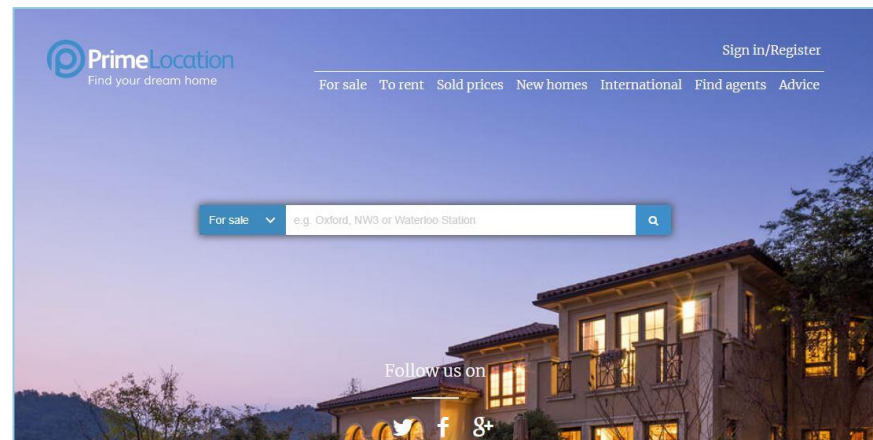 PrimeLocation
Find your dream home
Sign in/Register
For sale To rent Sold prices New homes International Find agents Advice
For sale e.g. Oxford, NW3 or Waterloo Station
Follow us on